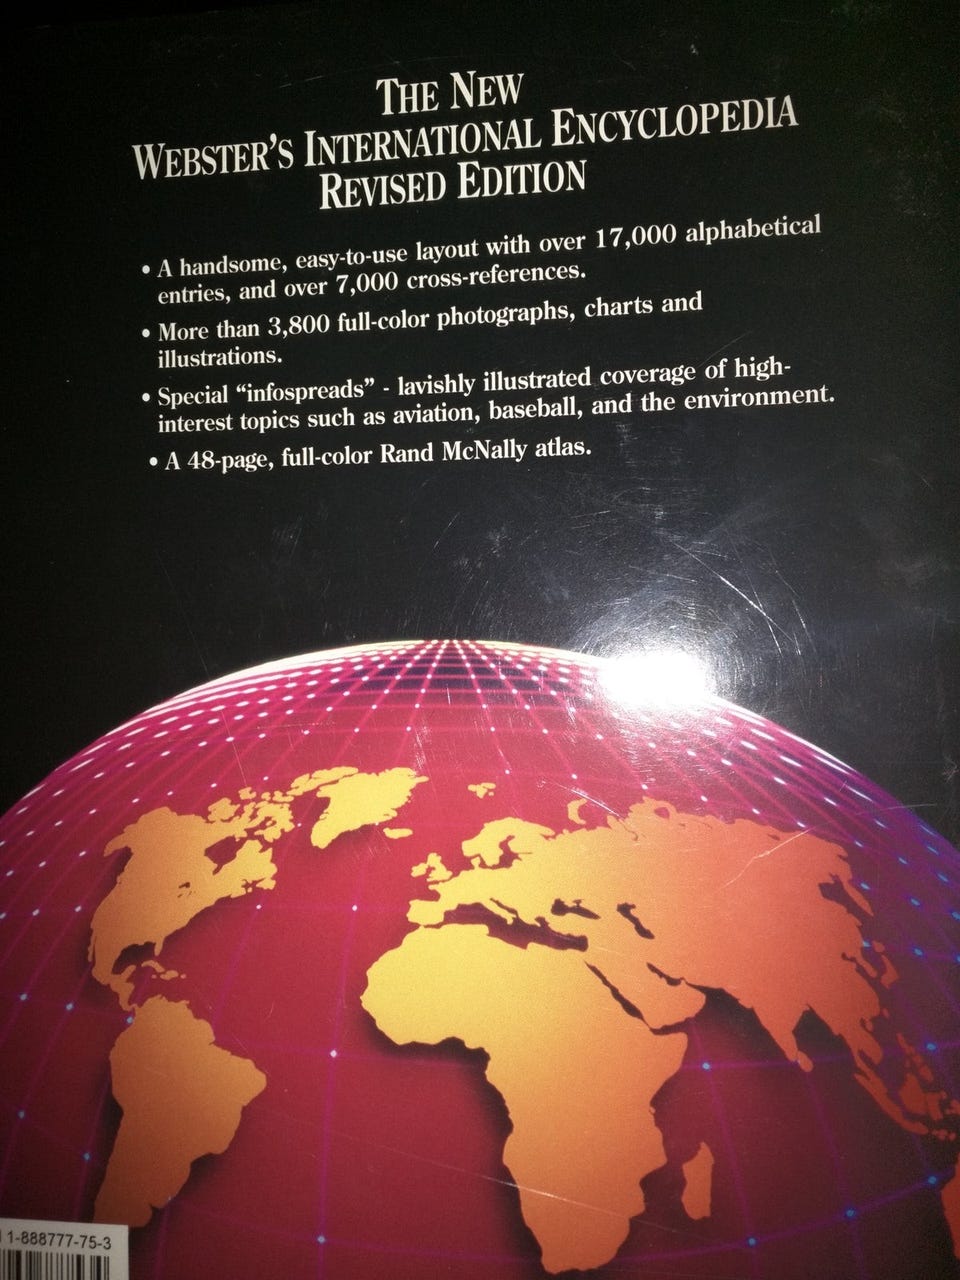 THE NEW
WEBSTER'S INTERNATIONAL ENCYCLOPEDIA
REVISED EDITION
• A handsome, easy-to-use layout with over 17,000 alphabetical
entries, and over 7,000 cross-references.
• More than 3,800 full-color photographs, charts and
illustrations.
• Special “infospreads” - lavishly illustrated coverage of high-
interest topics such as aviation, baseball, and the environment.
• A 48-page, full-color Rand McNally atlas.
1-888777-75-3